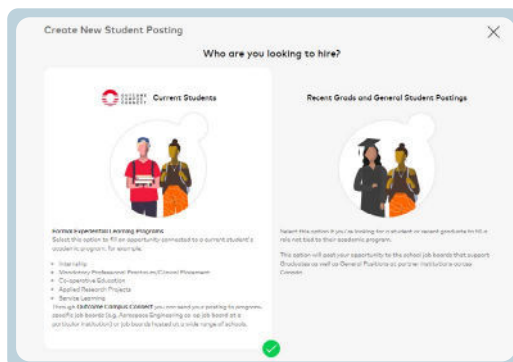 Create New Student Posting
Who are you looking to hire?
OUTCOME
CAMPUS
CONNECT
Current Students
Formal Experiential Learning Programs
Select this option to fill an opportunity connected to a current student's
academic program, for example:
Internship
Mandatory Professional Practicum/Clinical Placement
Co-operative Education
Applied Research Projects
Service Learning
Through Outcome Campus Connect you can send your posting to program-
specific job boards (e.g. Aerospace Engineering co-op job board at a
particular institution) or job boards hosted at a wide range of schools.
Recent Grads and General Student Postings
Select this option if you're looking for a student or recent graduate to fill a
role not tied to their academic program.
This option will post your opportunity to the school job boards that support
Graduates as well as General Positions at partner institutions across
Canada.